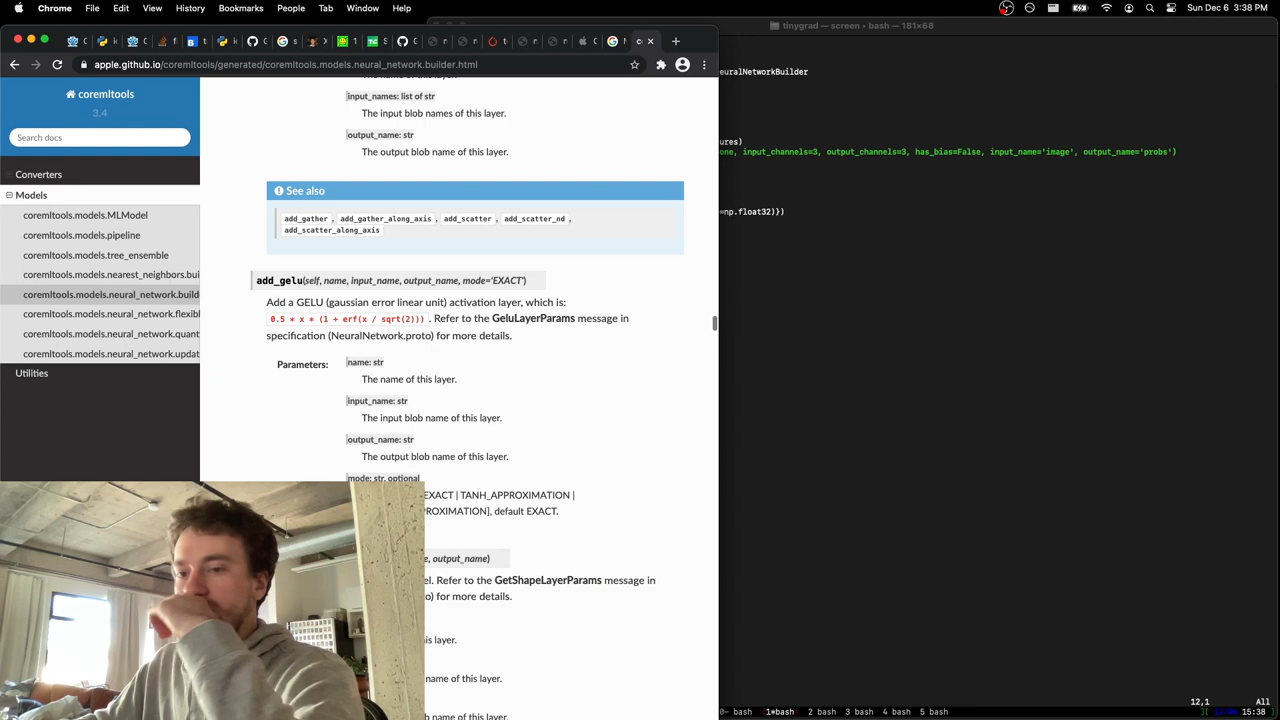 Chrome File Edit View History Bookmarks Profiles Tab Window Help
Sun Dec 6 3:38 PM
tinygrad — screen ▸ bash — 181×68
apple.github.io/coremltools/generated/coremltools.models.neural_network.builder.html
coremltools
3.4
Search docs
Converters
Models
coremltools.models.MLModel
coremltools.models.pipeline
coremltools.models.tree_ensemble
coremltools.models.nearest_neighbors.bui
coremltools.models.neural_network.build
coremltools.models.neural_network.flexibl
coremltools.models.neural_network.quant
coremltools.models.neural_network.updat
Utilities
input_names: list of str
The input blob names of this layer.
output_name: str
The output blob name of this layer.
See also
add_gather, add_gather_along_axis, add_scatter, add_scatter_nd,
add_scatter_along_axis
add_gelu(self, name, input_name, output_name, mode='EXACT')
Add a GELU (gaussian error linear unit) activation layer, which is:
0.5 * x * (1 + erf(x / sqrt(2))). Refer to the GeluLayerParams message in
specification (NeuralNetwork.proto) for more details.
Parameters:
name: str
The name of this layer.
input_name: str
The input blob name of this layer.
output_name: str
The output blob name of this layer.
mode: str, optional
EXACT | TANH_APPROXIMATION |
PROXIMATION], default EXACT.
e, output_name)
el. Refer to the GetShapeLayerParams message in
oto) for more details.
is layer.
name of this layer.
name of this layer.
euralNetworkBuilder
ures)
one, input_channels=3, output_channels=3, has_bias=False, input_name='image', output_name='probs')
=np.float32)})
12,1 All
0- bash 1*bash 2 bash 3 bash 4 bash 5 bash
15:38